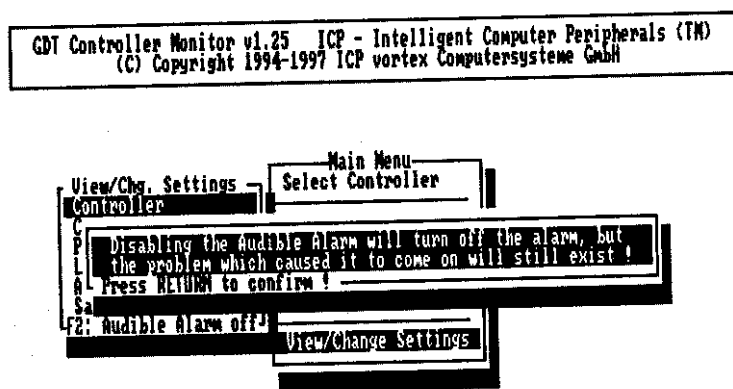 GDT Controller Monitor v1.25 ICP - Intelligent Computer Peripherals (TM)
(C) Copyright 1994-1997 ICP vortex Computersysteme GmbH
Main Menu
Select Controller
View/Chg. Settings
Controller
C
P
L
A
Sa
Disabling the Audible Alarm will turn off the alarm, but
the problem which caused it to come on will still exist !
Press RETURN to confirm !
F2: Audible Alarm off
View/Change Settings